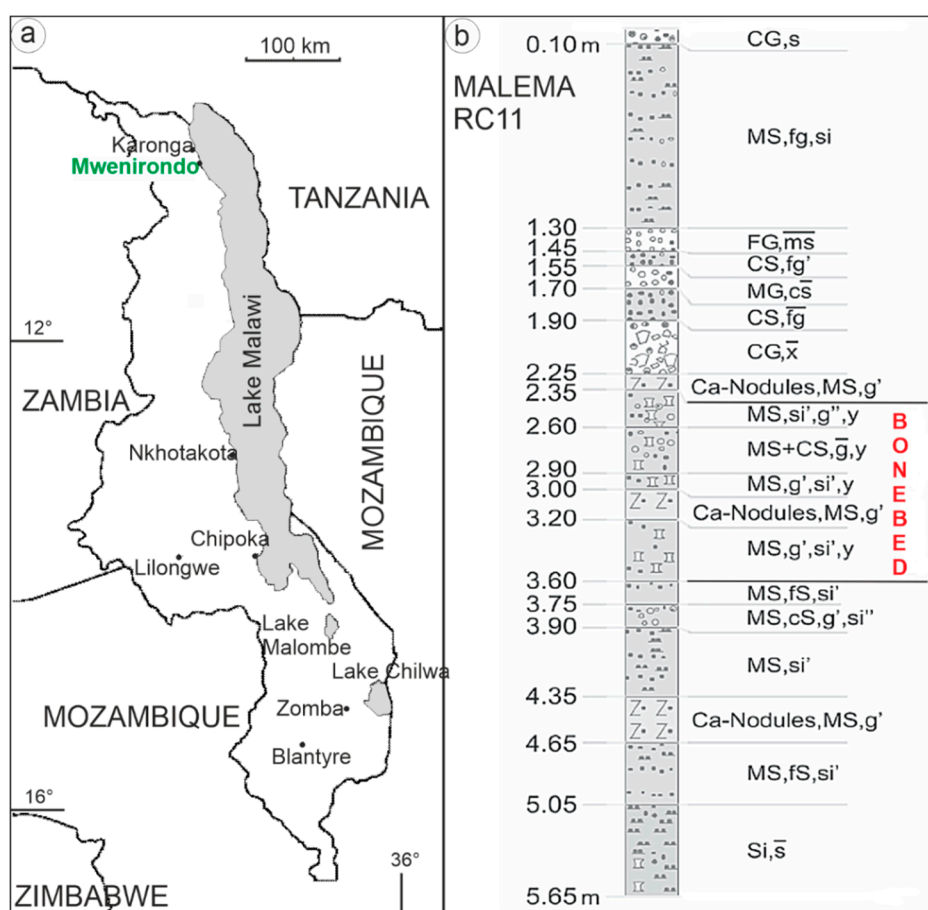 a
100 km
Karonga
Mwenirondo
TANZANIA
12°
Lake Malawi
ZAMBIA
MOZAMBIQUE
Nkhotakota
Chipoka
Lilongwe
Lake
Malombe
Lake Chilwa
MOZAMBIQUE
Zomba
Blantyre
16°
36°
ZIMBABWE
b
MALEMA
RC11
0.10 m
1.30
1.45
1.55
1.70
1.90
2.25
2.35
2.60
2.90
3.00
3.20
3.60
3.75
3.90
4.35
4.65
5.05
5.65 m
CG,s
MS,fg,si
FG,m̅s̅
CS,fg'
MG,cs̅
CS,f̅g̅
CG,x̅
Ca-Nodules,MS,g'
MS,si',g'',y
MS+CS,g̅,y
MS,g',si',y
Ca-Nodules,MS,g'
MS,g',si',y
MS,fS,si'
MS,cS,g',si''
MS,si'
Ca-Nodules,MS,g'
MS,fS,si'
Si,s̅
BONEBED